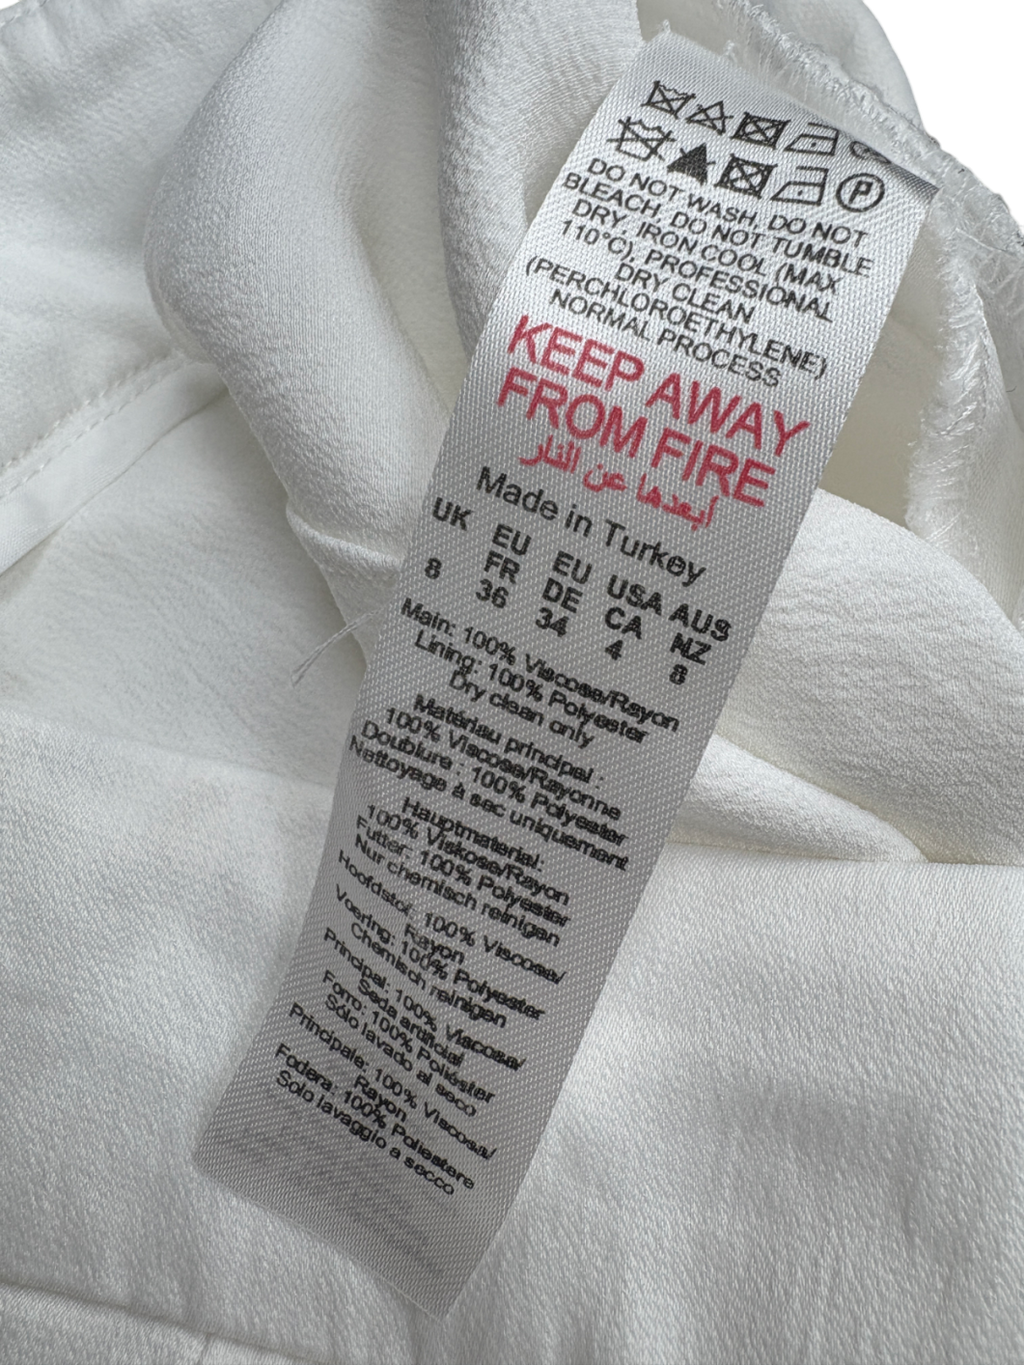 P
DO NOT WASH, DO NOT
BLEACH, DO NOT TUMBLE
DRY, IRON COOL (MAX
110°C), PROFESSIONAL
DRY CLEAN
(PERCHLOROETHYLENE)
NORMAL PROCESS
KEEP AWAY
FROM FIRE
أبعدها عن النار
Made in Turkey
UK EU EU USA AUS
FR DE CA NZ
8 36 34 4 8
Main: 100% Viscose/Rayon
Lining: 100% Polyester
Dry clean only
Matériau principal :
100% Viscose/Rayonne
Doublure : 100% Polyester
Nettoyage à sec uniquement
Hauptmaterial:
100% Viskose/Rayon
Futter: 100% Polyester
Nur chemisch reinigen
Hoofdstof: 100% Viscose/
Rayon
Voering: 100% Polyester
Chemisch reinigen
Principal: 100% Viscosa/
Seda artificial
Forro: 100% Poliéster
Sólo lavado al seco
Principale: 100% Viscosa/
Rayon
Fodera: 100% Poliestere
Solo lavaggio a secco